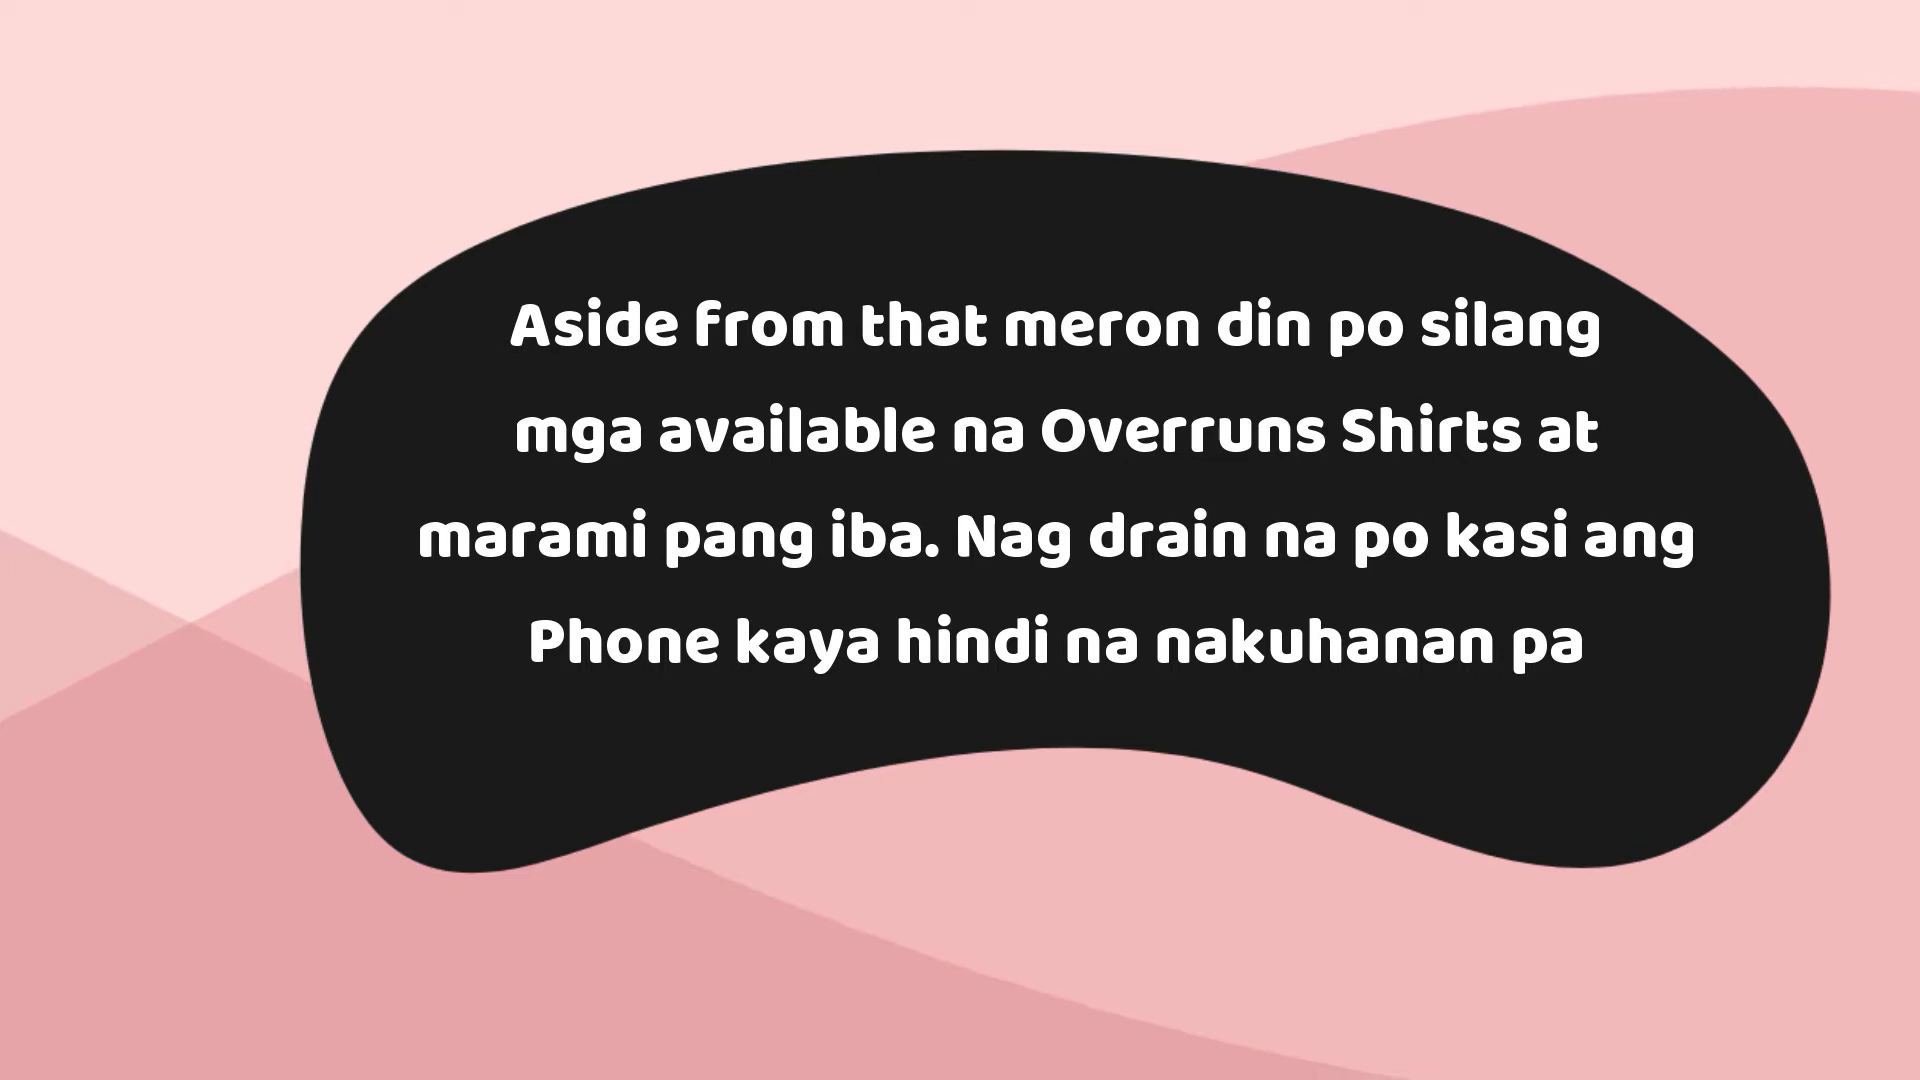 Aside from that meron din po silang
mga available na Overruns Shirts at
marami pang iba. Nag drain na po kasi ang
Phone kaya hindi na nakuhanan pa